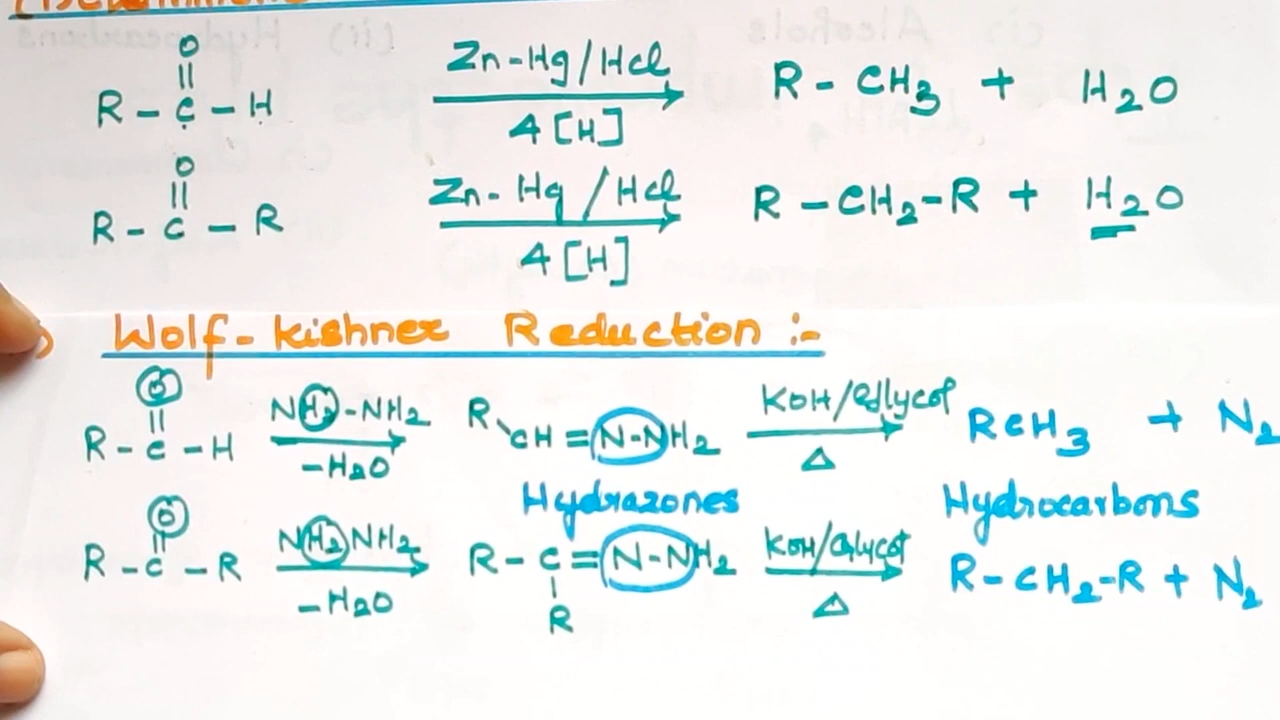 O
||
R - C - H Zn-Hg/HCl 4[H] R - CH3 + H2O
O
||
R - C - R Zn-Hg/HCl 4[H] R - CH2-R + H2O
) Wolf-kishner Reduction :-
O
||
R - C - H NH2-NH2 -H2O R CH=N-NH2 KOH/Glycol Δ RCH3 + N2
Hydrazones Hydrocarbons
O
||
R - C - R NH2NH2 -H2O R - C=N-NH2 KOH/Glycol Δ R-CH2-R + N2
|
R